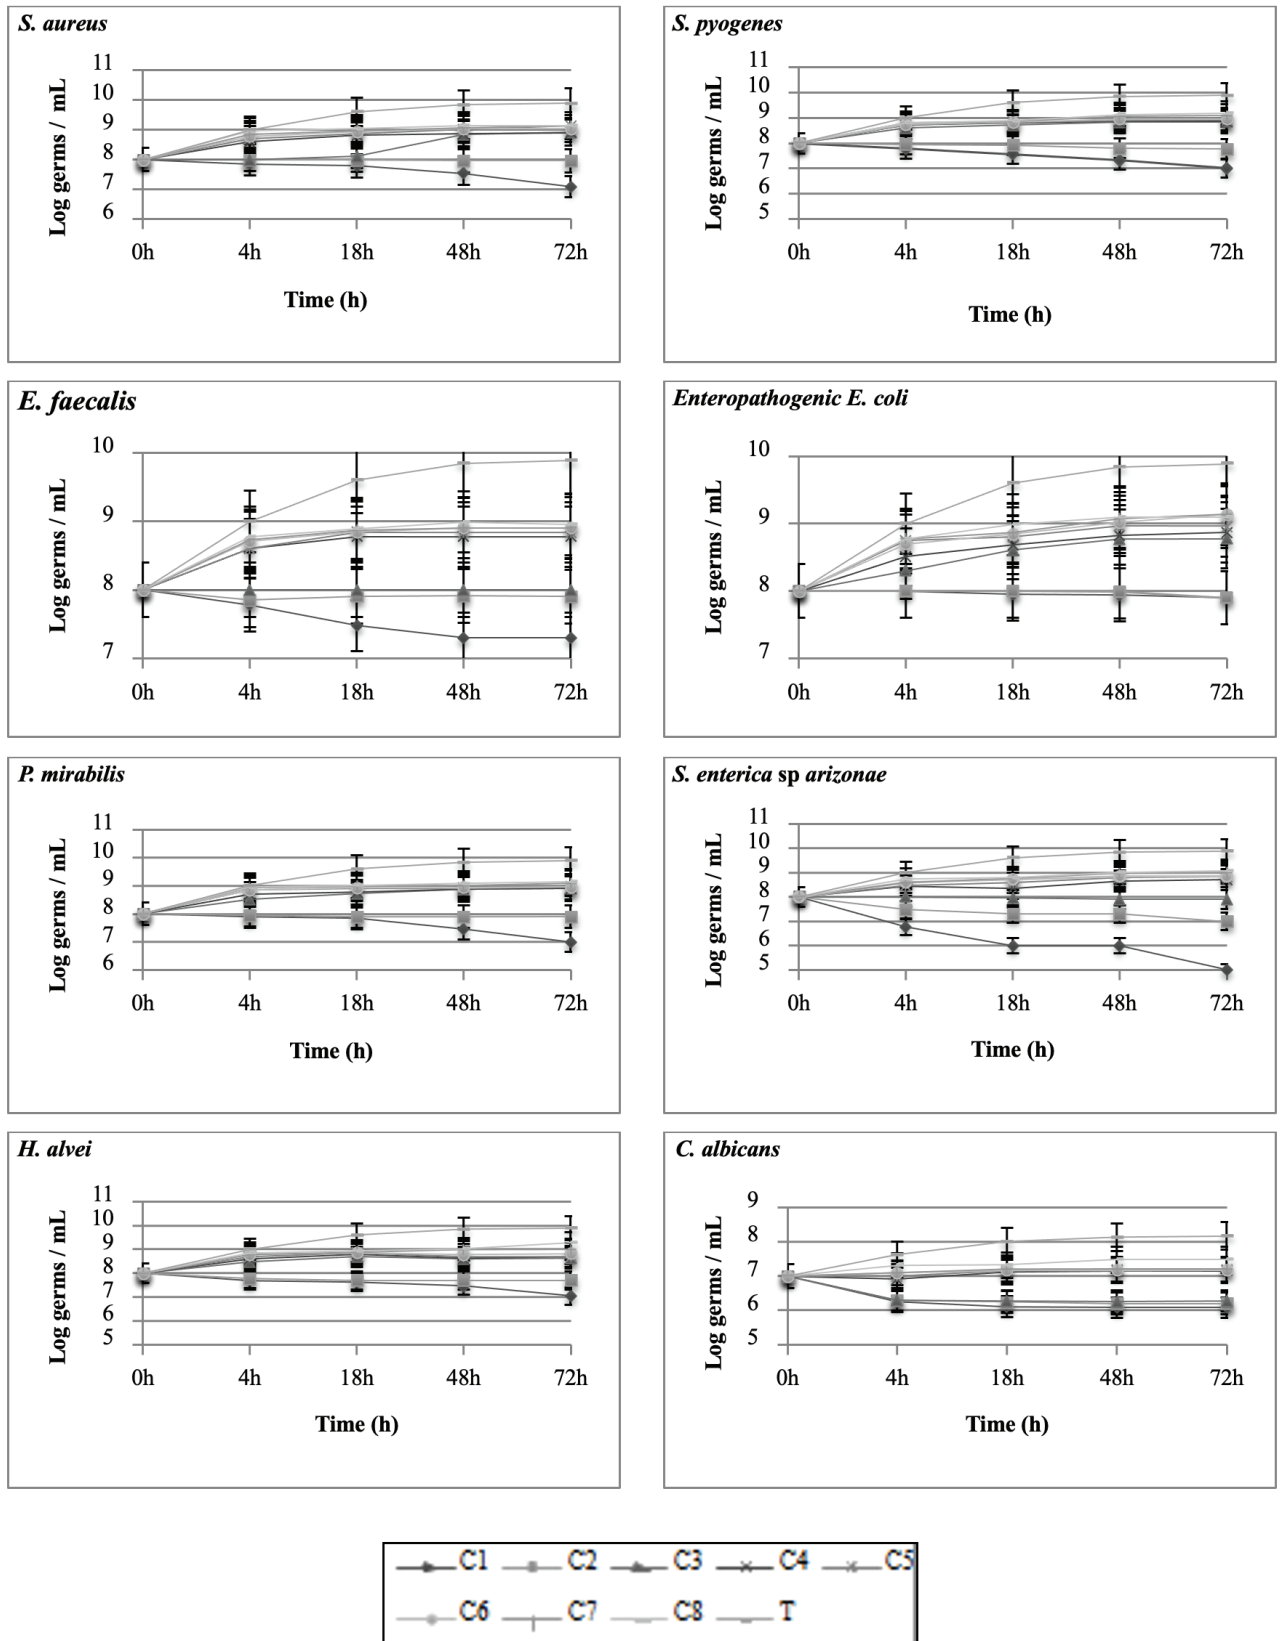 S. aureus
11
10
9
8
7
6
Log germs / mL
0h 4h 18h 48h 72h
Time (h)
S. pyogenes
11
10
9
8
7
6
5
Log germs / mL
0h 4h 18h 48h 72h
Time (h)
E. faecalis
10
9
8
7
Log germs / mL
0h 4h 18h 48h 72h
Enteropathogenic E. coli
10
9
8
7
Log germs / mL
0h 4h 18h 48h 72h
P. mirabilis
11
10
9
8
7
6
Log germs / mL
0h 4h 18h 48h 72h
Time (h)
S. enterica sp arizonae
11
10
9
8
7
6
5
Log germs / mL
0h 4h 18h 48h 72h
Time (h)
H. alvei
11
10
9
8
7
6
5
Log germs / mL
0h 4h 18h 48h 72h
Time (h)
C. albicans
9
8
7
6
5
Log germs / mL
0h 4h 18h 48h 72h
Time (h)
C1 C2 C3 C4 C5
C6 C7 C8 T